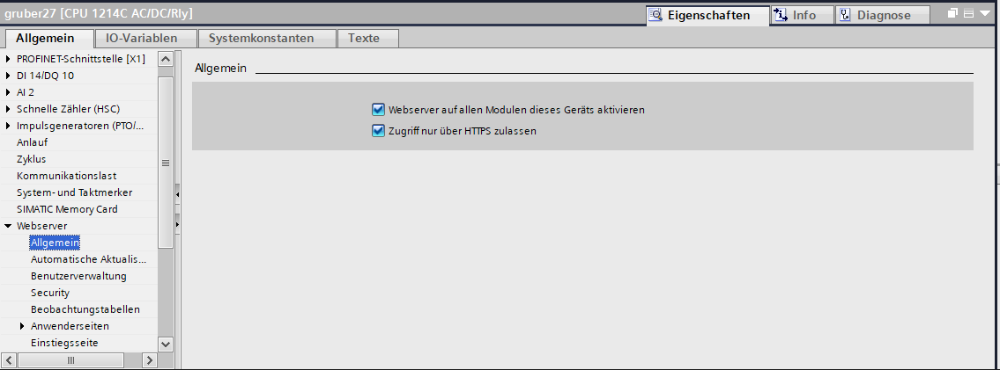 gruber27 [CPU 1214C AC/DC/Rly]
Eigenschaften
Info
Diagnose
Allgemein
IO-Variablen
Systemkonstanten
Texte
PROFINET-Schnittstelle [X1]
DI 14/DQ 10
AI 2
Schnelle Zähler (HSC)
Impulsgeneratoren (PTO/...
Anlauf
Zyklus
Kommunikationslast
System- und Taktmerker
SIMATIC Memory Card
Webserver
Allgemein
Automatische Aktualis...
Benutzerverwaltung
Security
Beobachtungstabellen
Anwenderseiten
Einstiegsseite
Allgemein
Webserver auf allen Modulen dieses Geräts aktivieren
Zugriff nur über HTTPS zulassen